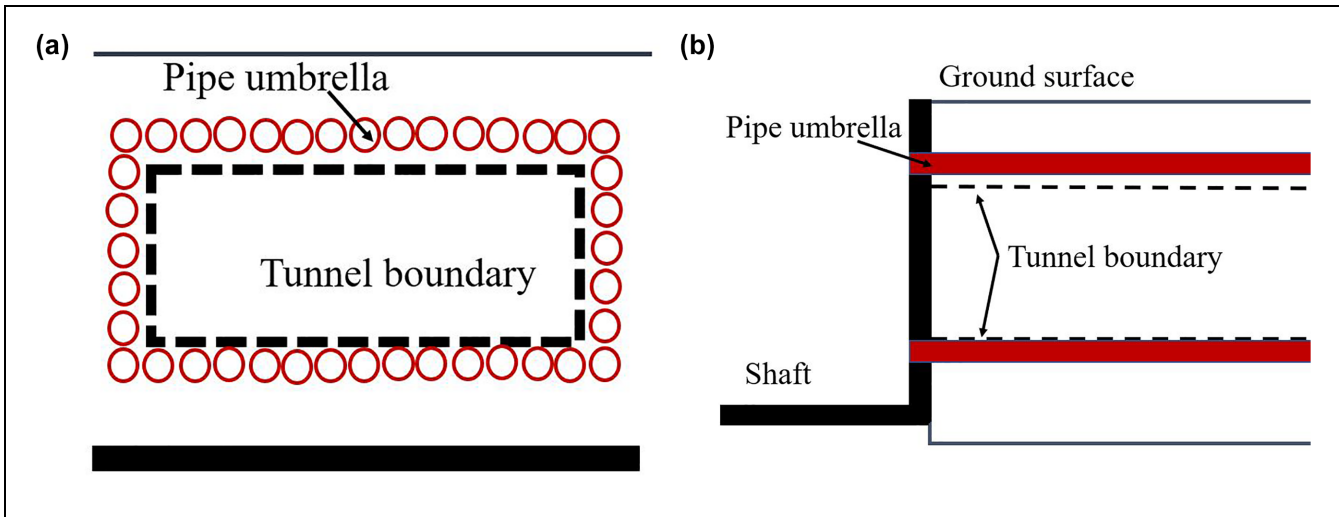 (a)
Pipe umbrella
Tunnel boundary
(b)
Ground surface
Pipe umbrella
Tunnel boundary
Shaft